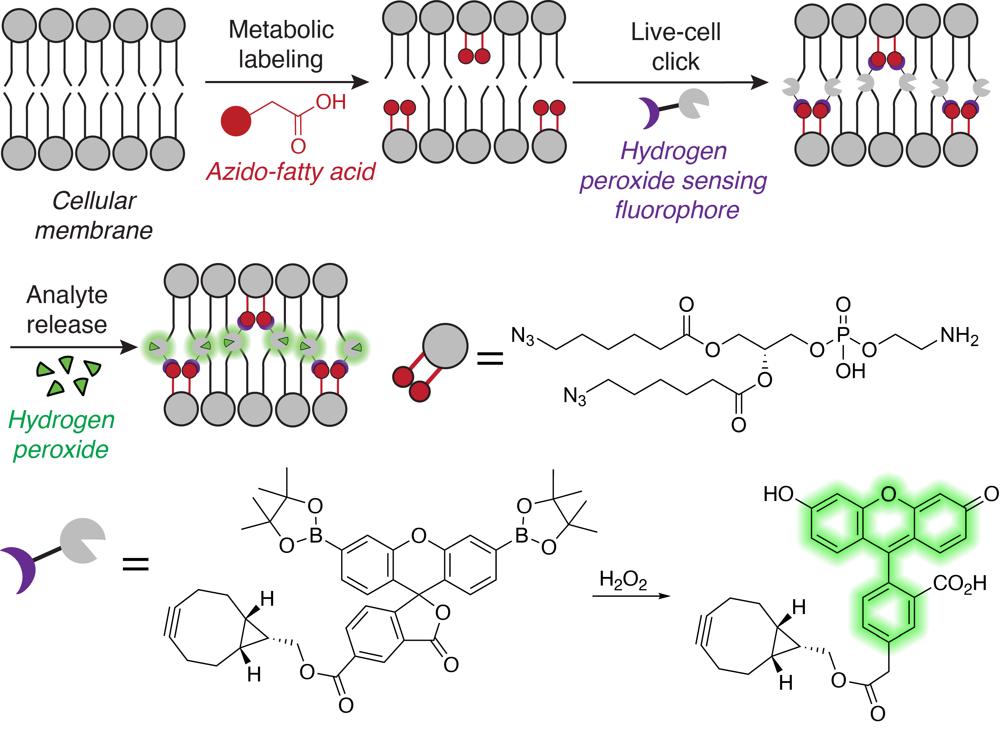 Metabolic
labeling
OH
O
Azido-fatty acid
Live-cell
click
Hydrogen
peroxide sensing
fluorophore
Cellular
membrane
Analyte
release
Hydrogen
peroxide
O
O
N3
O
O
P
O
NH2
OH
O
N3
O
HO
O
O
O
O
O
B
O
B
O
O
H2O2
CO2H
H
O
H
O
O
H
O
H
O
O
O